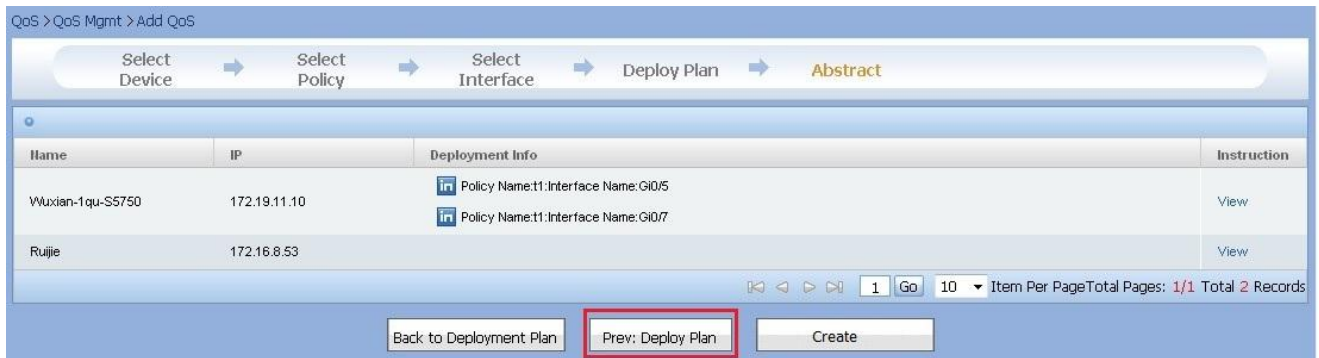 QoS >QoS Mgmt >Add QoS
Select Device Select Policy Select Interface Deploy Plan Abstract
Name IP Deployment Info Instruction
Wuxian-1qu-S5750 172.19.11.10 in Policy Name:t1:Interface Name:Gi0/5 View
in Policy Name:t1:Interface Name:Gi0/7
Ruijie 172.16.8.53 View
1 Go 10 Item Per PageTotal Pages: 1/1 Total 2 Records
Back to Deployment Plan Prev: Deploy Plan Create